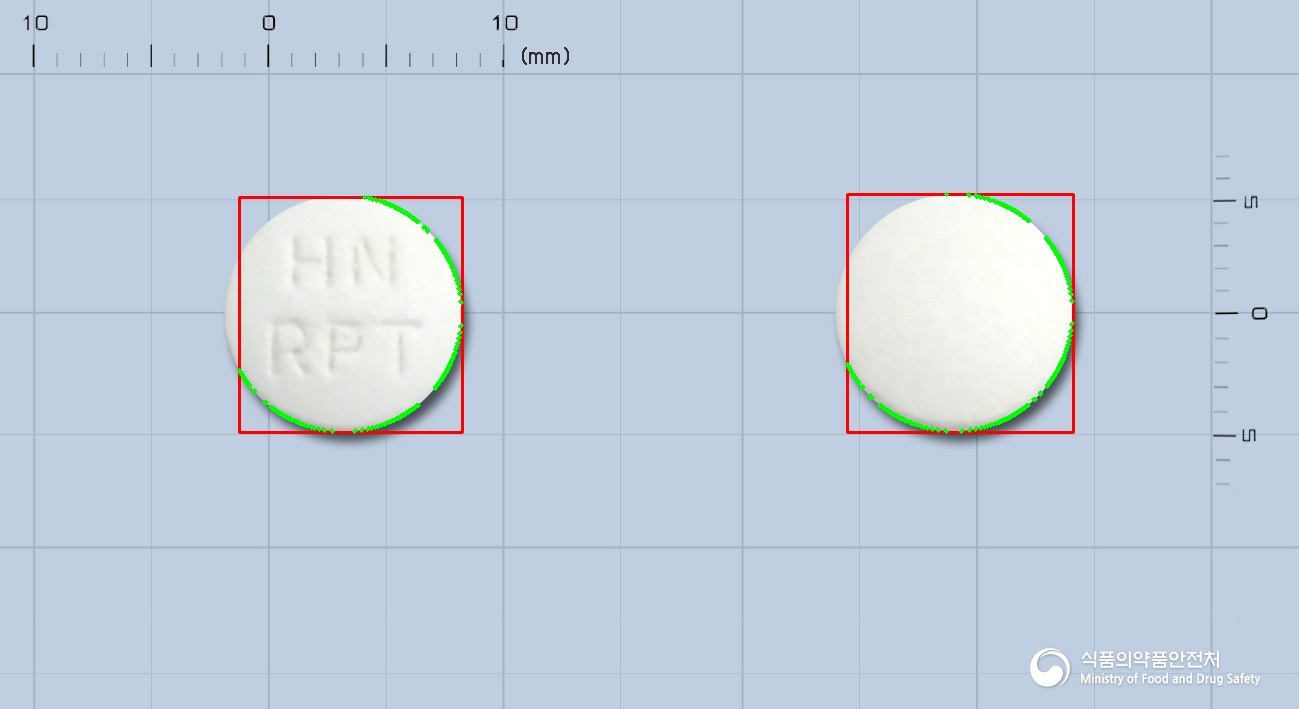 10 0 10
(mm)
HN
RPT
5
0
5
식품의약품안전처
Ministry of Food and Drug Safety